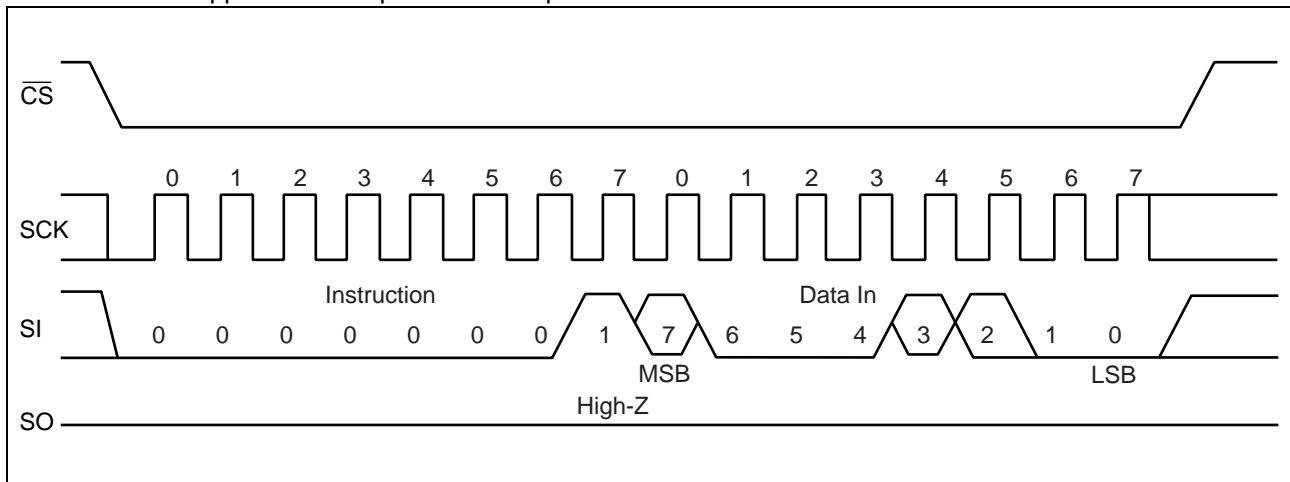 CS
0 1 2 3 4 5 6 7 0 1 2 3 4 5 6 7
SCK
Instruction Data In
SI 0 0 0 0 0 0 0 1 7 6 5 4 3 2 1 0
MSB LSB
High-Z
SO